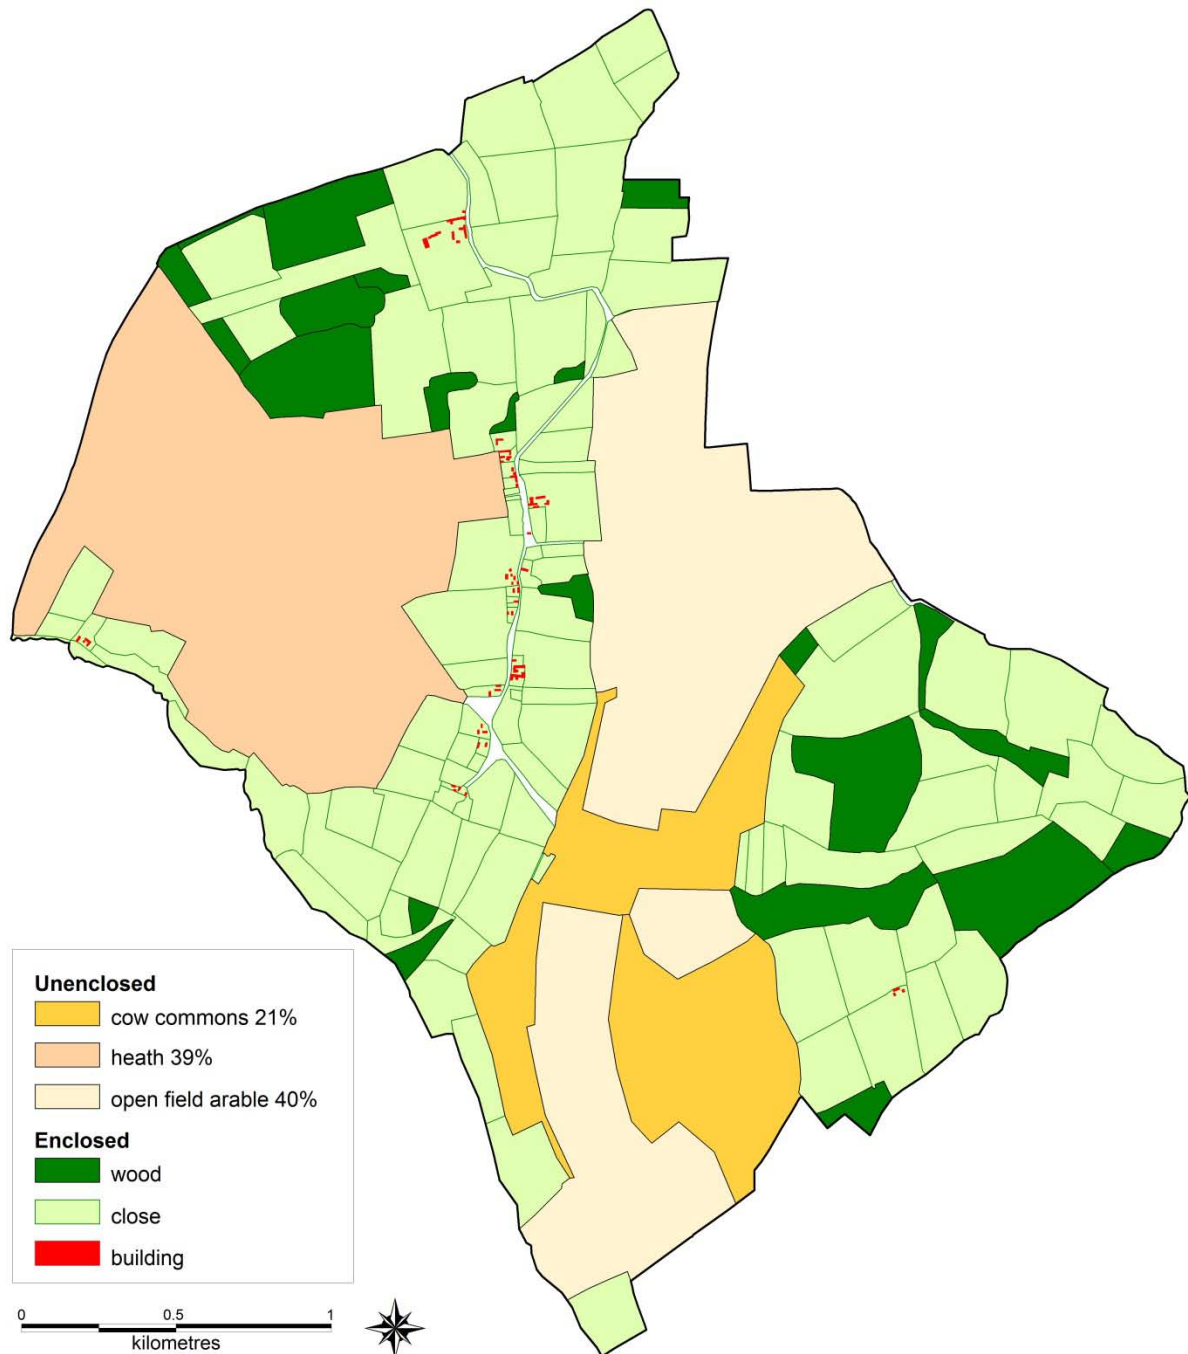 Unenclosed
cow commons 21%
heath 39%
open field arable 40%
Enclosed
wood
close
building
0 0.5 1
kilometres